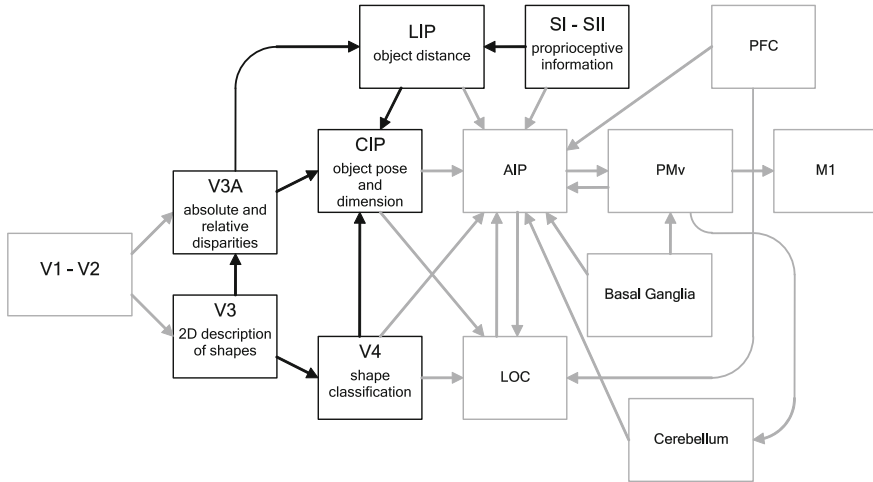 LIP
object distance
SI - SII
proprioceptive
information
PFC
CIP
object pose
and
dimension
AIP
PMv
M1
V3A
absolute and
relative
disparities
V1 - V2
V3
2D description
of shapes
V4
shape
classification
LOC
Basal Ganglia
Cerebellum